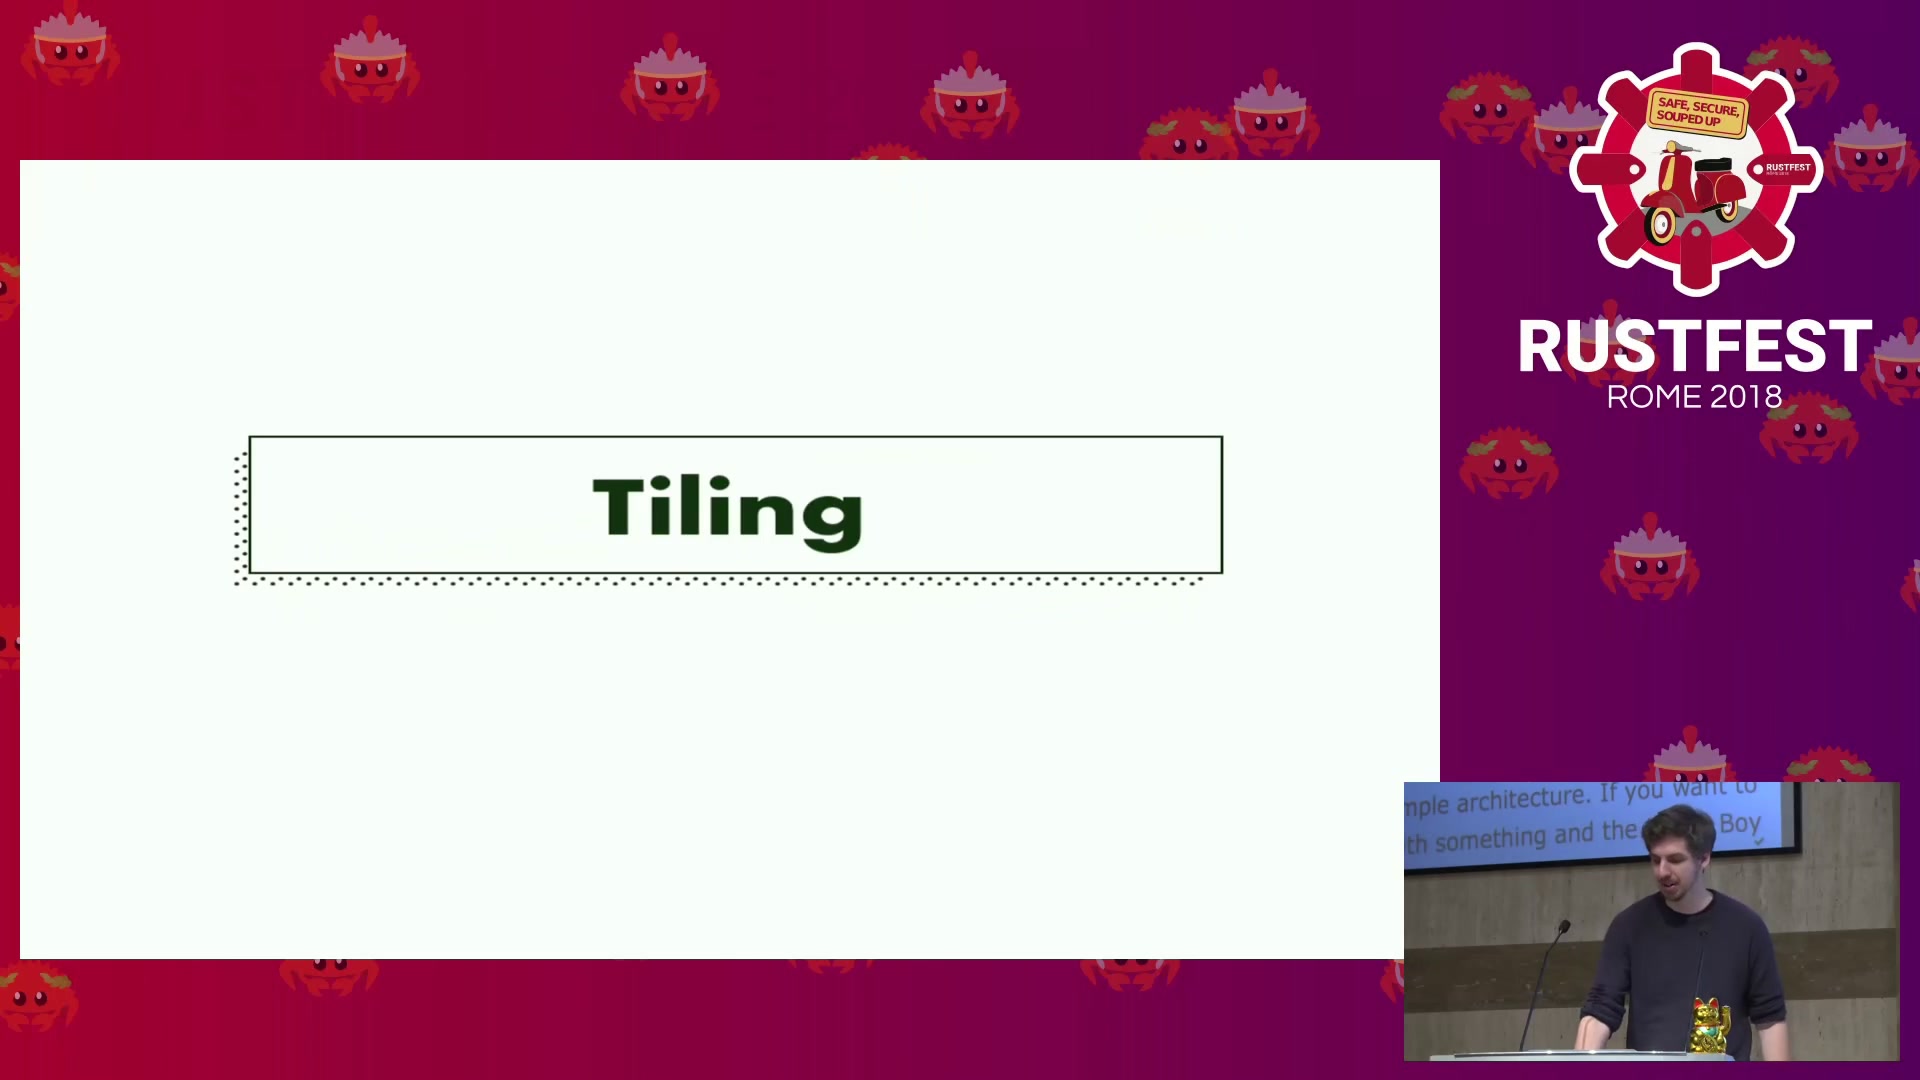 SAFE, SECURE,
SOUPED UP
RUSTFEST
RUSTFEST
ROME 2018
Tiling
mple architecture. If you want to
th something and the
Boy